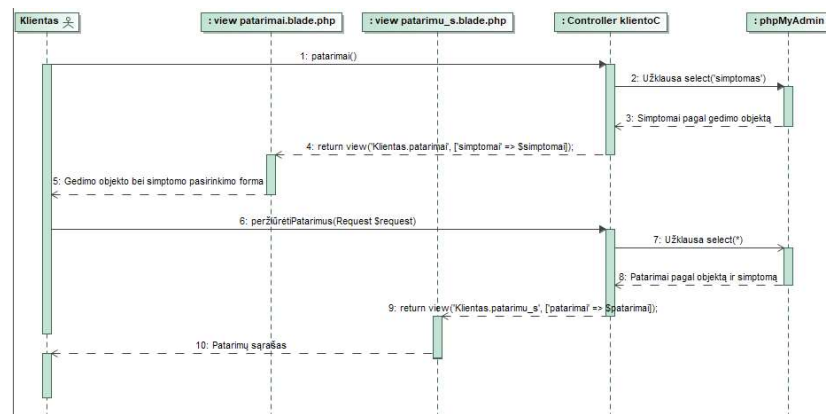 Klientas
: view patarimai.blade.php
: view patarimu_s.blade.php
: Controller klientoC
: phpMyAdmin
1: patarimai()
2: Užklausa select('simptomas')
3: Simptomai pagal gedimo objektą
4: return view('Klientas.patarimai', ['simptomai' => $simptomai]);
5: Gedimo objekto bei simptomo pasirinkimo forma
6: peržiūrėtiPatarimus(Request $request)
7: Užklausa select(*)
8: Patarimai pagal objektą ir simptomą
9: return view('Klientas.patarimu_s', ['patarimai' => $patarimai]);
10: Patarimų sąrašas